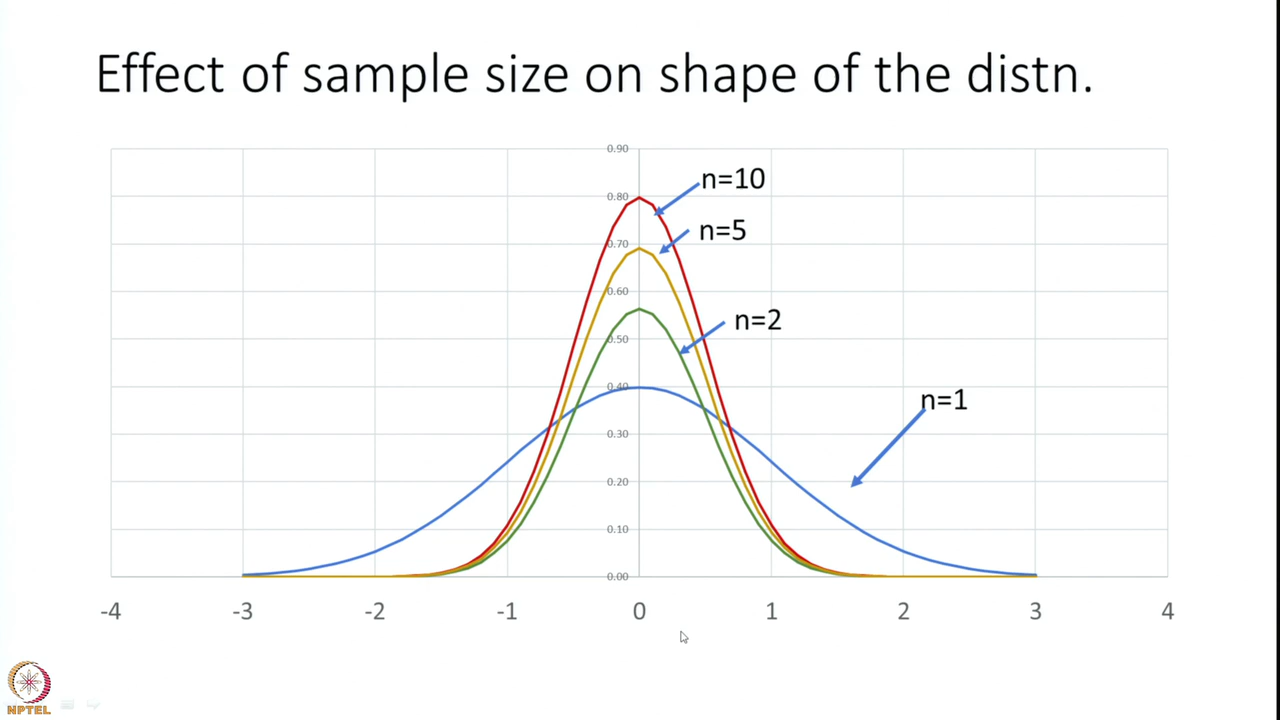 Effect of sample size on shape of the distn.
0.90
n=10
0.80
n=5
0.70
0.60
n=2
0.50
0.40
n=1
0.30
0.20
0.10
0.00
-4 -3 -2 -1 0 1 2 3 4
NPTEL